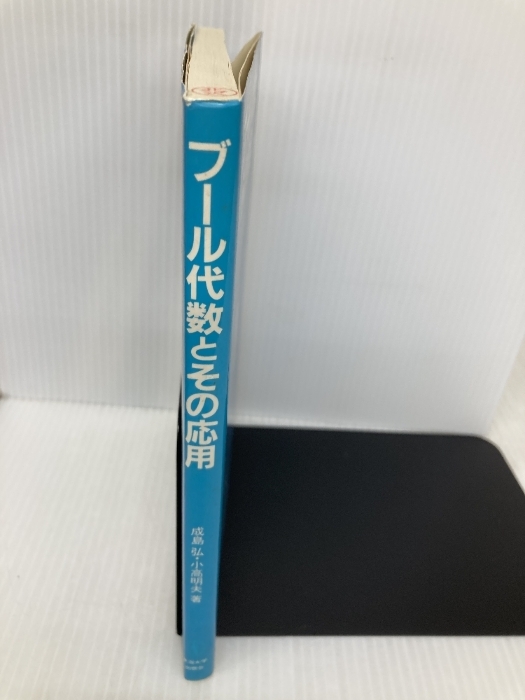 ブール代数とその応用
成島 弘・小高明夫 著